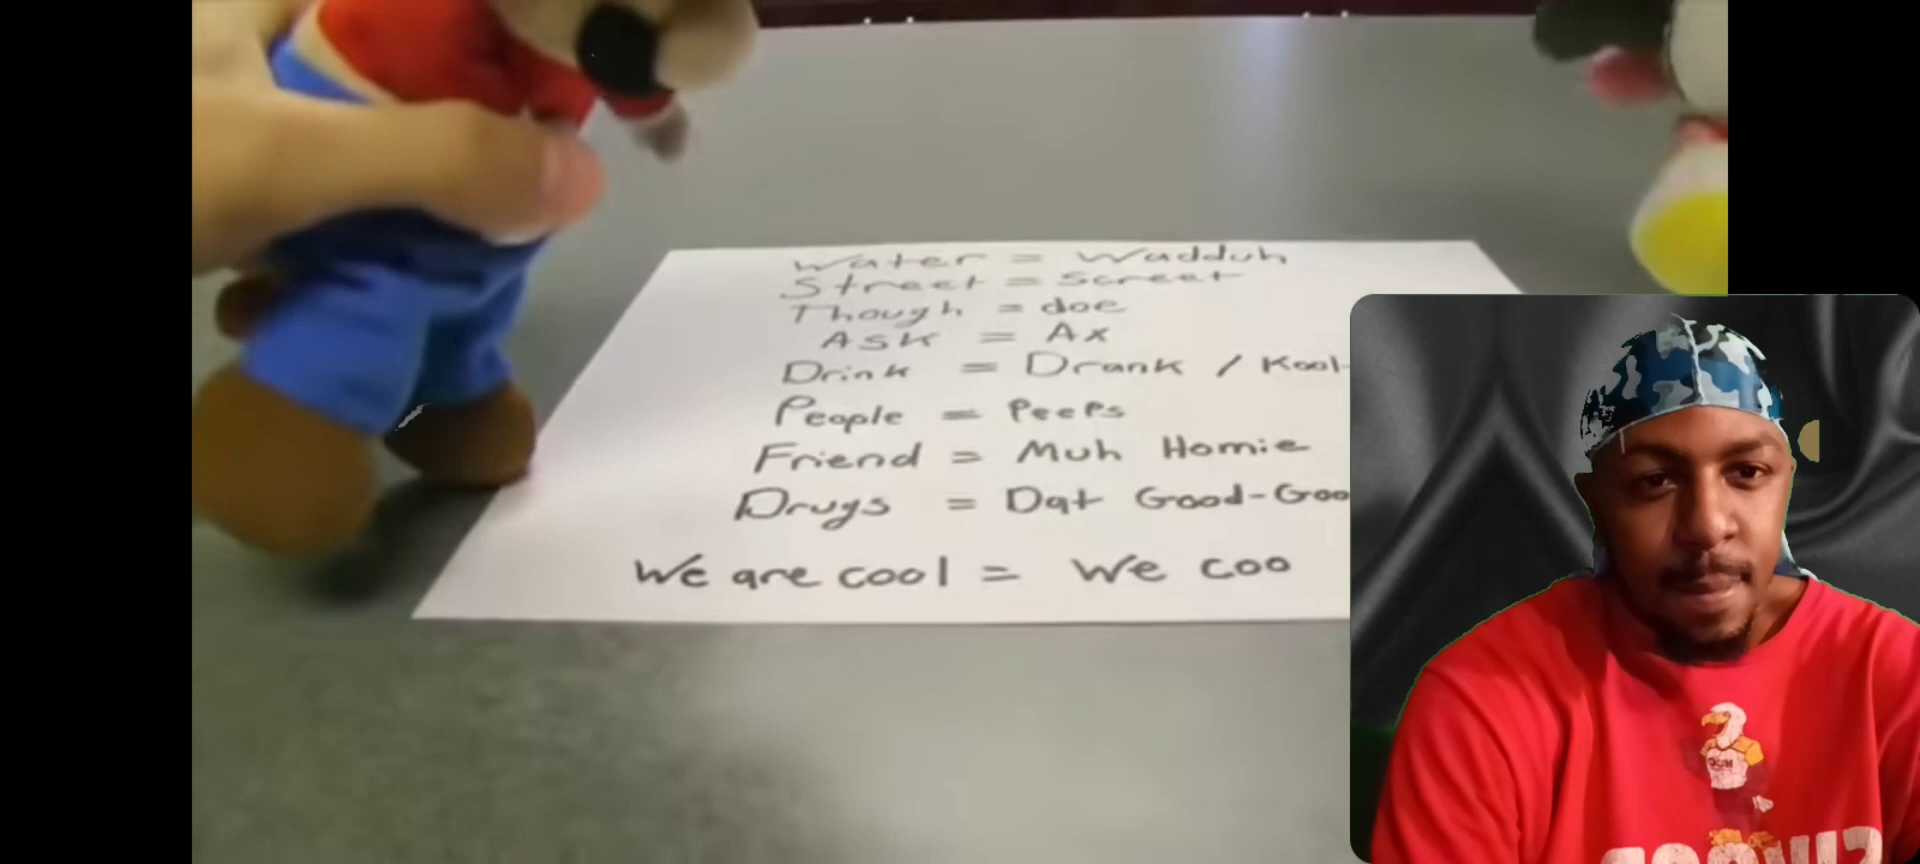 Water = Wadduh
Street = Screet
Though = doe
Ask = Ax
Drink = Drank / Kool-
People = Peeps
Friend = Muh Homie
Drugs = Dat Good-Goo
We are cool = We coo